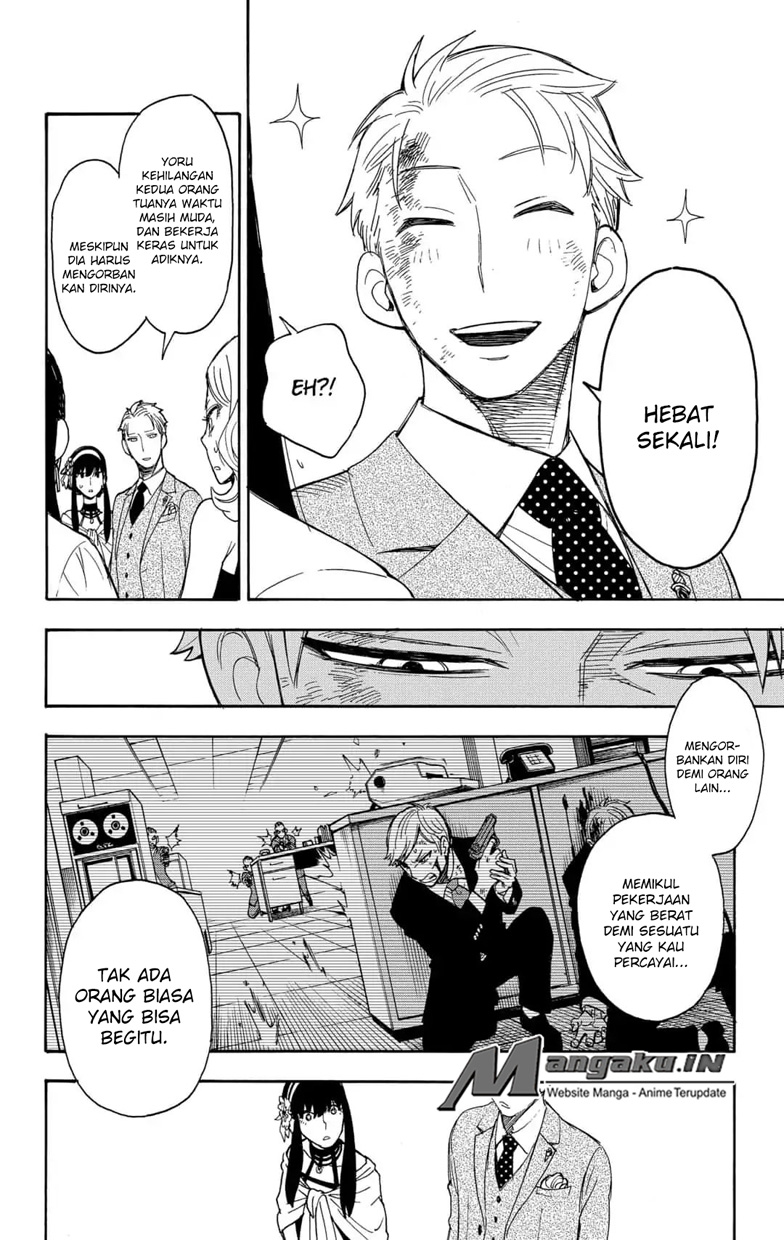 HEBAT
SEKALI!
EH?!
YORU
KEHILANGAN
KEDUA ORANG
TUANYA WAKTU
MASIH MUDA,
DAN BEKERJA
KERAS UNTUK
ADIKNYA.
MESKIPUN
DIA HARUS
MENGORBAN
KAN DIRINYA.
MENGOR-
BANKAN DIRI
DEMI ORANG
LAIN...
MEMIKUL
PEKERJAAN
YANG BERAT
DEMI SESUATU
YANG KAU
PERCAYAI...
TAK ADA
ORANG BIASA
YANG BISA
BEGITU.
Mangaku.IN
Website Manga - Anime Terupdate